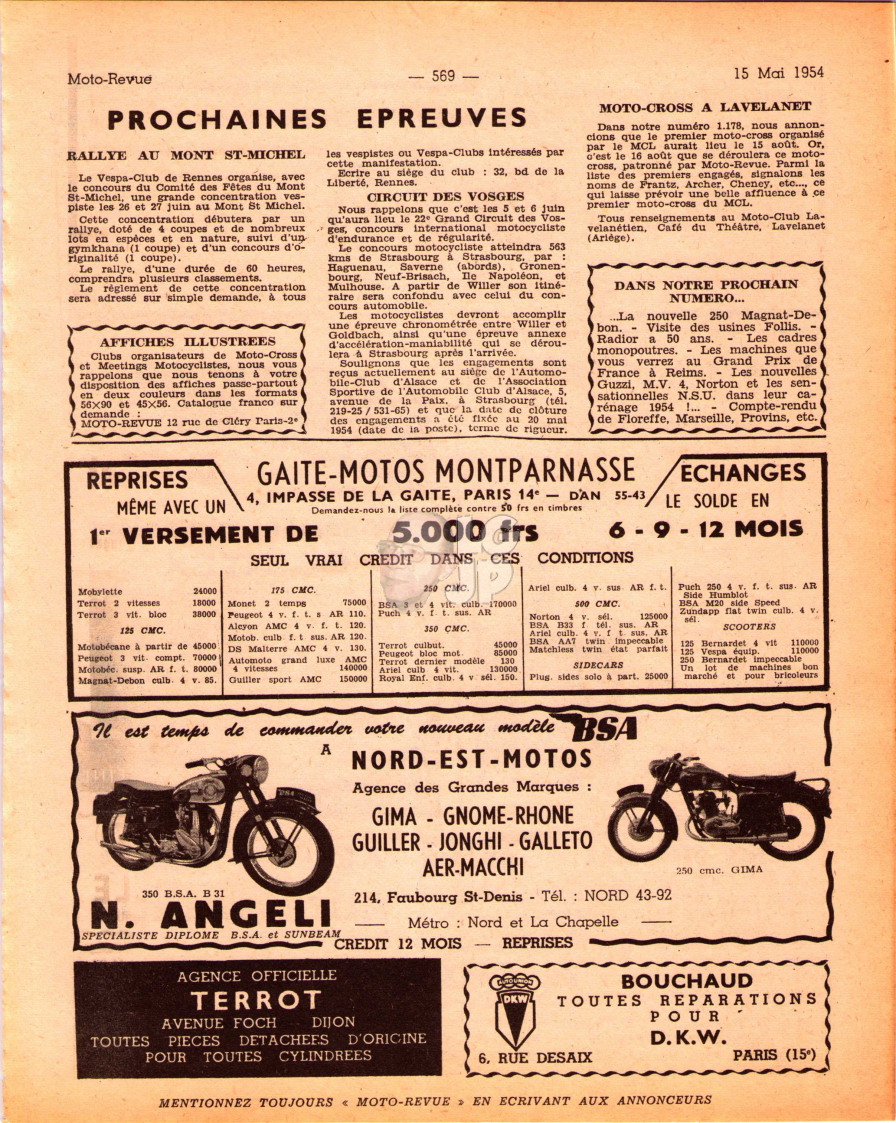 Moto-Revue
— 569 —
15 Mai 1954
PROCHAINES EPREUVES
RALLYE AU MONT ST-MICHEL
Le Vespa-Club de Rennes organise, avec
le concours du Comité des Fêtes du Mont
St-Michel, une grande concentration ves-
piste les 26 et 27 juin au Mont St Michel.
Cette concentration débutera par un
rallye, doté de 4 coupes et de nombreux
lots en espèces et en nature, suivi d'un
gymkhana (1 coupe) et d'un concours d'o-
riginalité (1 coupe).
Le rallye, d'une durée de 60 heures,
comprendra plusieurs classements.
Le règlement de cette concentration
sera adressé sur simple demande, à tous
les vespistes ou Vespa-Clubs intéressés par
cette manifestation.
Ecrire au siège du club : 32, bd de la
Liberté, Rennes.
CIRCUIT DES VOSGES
Nous rappelons que c'est les 5 et 6 juin
qu'aura lieu le 22e Grand Circuit des Vos-
ges, concours international motocycliste
d'endurance et de régularité.
Le concours motocycliste atteindra 563
kms de Strasbourg à Strasbourg, par :
Haguenau, Saverne (abords), Gronen-
bourg, Neuf-Brisach, Ile Napoléon, et
Mulhouse. A partir de Willer son itiné-
raire sera confondu avec celui du con-
cours automobile.
Les motocyclistes devront accomplir
une épreuve chronométrée entre Willer et
Goldbach, ainsi qu'une épreuve annexe
d'accélération-maniabilité qui se dérou-
lera à Strasbourg après l'arrivée.
Soulignons que les engagements sont
reçus actuellement au siège de l'Automo-
bile-Club d'Alsace et de l'Association
Sportive de l'Automobile Club d'Alsace, 5,
avenue de la Paix, à Strasbourg (tél.
219-25 / 531-65) et que la date de clôture
des engagements a été fixée au 20 mai
1954 (date de la poste), terme de rigueur.
MOTO-CROSS A LAVELANET
Dans notre numéro 1.178, nous annon-
cions que le premier moto-cross organisé
par le MCL aurait lieu le 15 août. Or,
c'est le 16 août que se déroulera ce moto-
cross, patronné par Moto-Revue. Parmi la
liste des premiers engagés, signalons les
noms de Frantz, Archer, Cheney, etc..., ce
qui laisse prévoir une belle affluence à ce
premier moto-cross du MCL.
Tous renseignements au Moto-Club La-
velanétien, Café du Théâtre, Lavelanet
(Ariège).
AFFICHES ILLUSTREES
Clubs organisateurs de Moto-Cross
et Meetings Motocyclistes, nous vous
rappelons que nous tenons à votre
disposition des affiches passe-partout
en deux couleurs dans les formats
56×90 et 45×56. Catalogue franco sur
demande :
MOTO-REVUE 12 rue de Cléry Paris-2e
DANS NOTRE PROCHAIN
NUMERO...
...La nouvelle 250 Magnat-De-
bon. - Visite des usines Follis. -
Radior a 50 ans. - Les cadres
monopoutres. - Les machines que
vous verrez au Grand Prix de
France à Reims. - Les nouvelles
Guzzi, M.V. 4, Norton et les sen-
sationnelles N.S.U. dans leur ca-
rénage 1954 !... - Compte-rendu
de Floreffe, Marseille, Provins, etc.
REPRISES
MÊME AVEC UN
GAITE-MOTOS MONTPARNASSE
4, IMPASSE DE LA GAITE, PARIS 14e — DAN 55-43
Demandez-nous la liste complète contre 50 frs en timbres
ECHANGES
LE SOLDE EN
1er VERSEMENT DE 5.000 frs 6 - 9 - 12 MOIS
SEUL VRAI CREDIT DANS CES CONDITIONS
Mobylette 24000
Terrot 2 vitesses 18000
Terrot 3 vit. bloc 38000
125 CMC.
Motobécane à partir de 45000
Peugeot 3 vit. compt. 70000
Motobéc. susp. AR f. t. 80000
Magnat-Debon culb. 4 v. 85.
175 CMC.
Monet 2 temps 75000
Peugeot 4 v. f. t. s AR 110.
Alcyon AMC 4 v. f. t. 120.
Motob. culb. f. t sus. AR 120.
DS Malterre AMC 4 v. 130.
Automoto grand luxe AMC
4 vitesses 140000
Guiller sport AMC 150000
250 CMC.
BSA 3 et 4 vit. culb. 170000
Puch 4 v. f. t. sus. AR
350 CMC.
Terrot culbut. 45000
Peugeot bloc mot. 85000
Terrot dernier modèle 130
Ariel culb 4 vit. 130000
Royal Enf. culb. 4 v sél. 150.
Ariel culb. 4 v. sus. AR f. t.
500 CMC.
Norton 4 v. sél. 125000
BSA B33 f tél. sus. AR
Ariel culb. 4 v f t. sus. AR
BSA AA7 twin impeccable
Matchless twin état parfait
SIDECARS
Plug. sides solo à part. 25000
Puch 250 4 v. f. t. sus. AR
Side Humblot
BSA M20 side Speed
Zundapp flat twin culb. 4 v.
sél.
SCOOTERS
125 Bernardet 4 vit 110000
125 Vespa équip. 110000
250 Bernardet impeccable
Un lot de machines bon
marché et pour bricoleurs
Il est temps de commander votre nouveau modèle BSA
A
NORD-EST-MOTOS
Agence des Grandes Marques :
GIMA - GNOME-RHONE
GUILLER - JONGHI - GALLETO
AER-MACCHI
350 B.S.A. B 31
250 cmc. GIMA
N. ANGELI
SPECIALISTE DIPLOME B.S.A. et SUNBEAM
214, Faubourg St-Denis - Tél. : NORD 43-92
Métro : Nord et La Chapelle
CREDIT 12 MOIS — REPRISES
AGENCE OFFICIELLE
TERROT
AVENUE FOCH DIJON
TOUTES PIECES DETACHEES D'ORIGINE
POUR TOUTES CYLINDREES
DKW
BOUCHAUD
TOUTES REPARATIONS
POUR
D.K.W.
6, RUE DESAIX
PARIS (15e)
MENTIONNEZ TOUJOURS « MOTO-REVUE » EN ECRIVANT AUX ANNONCEURS